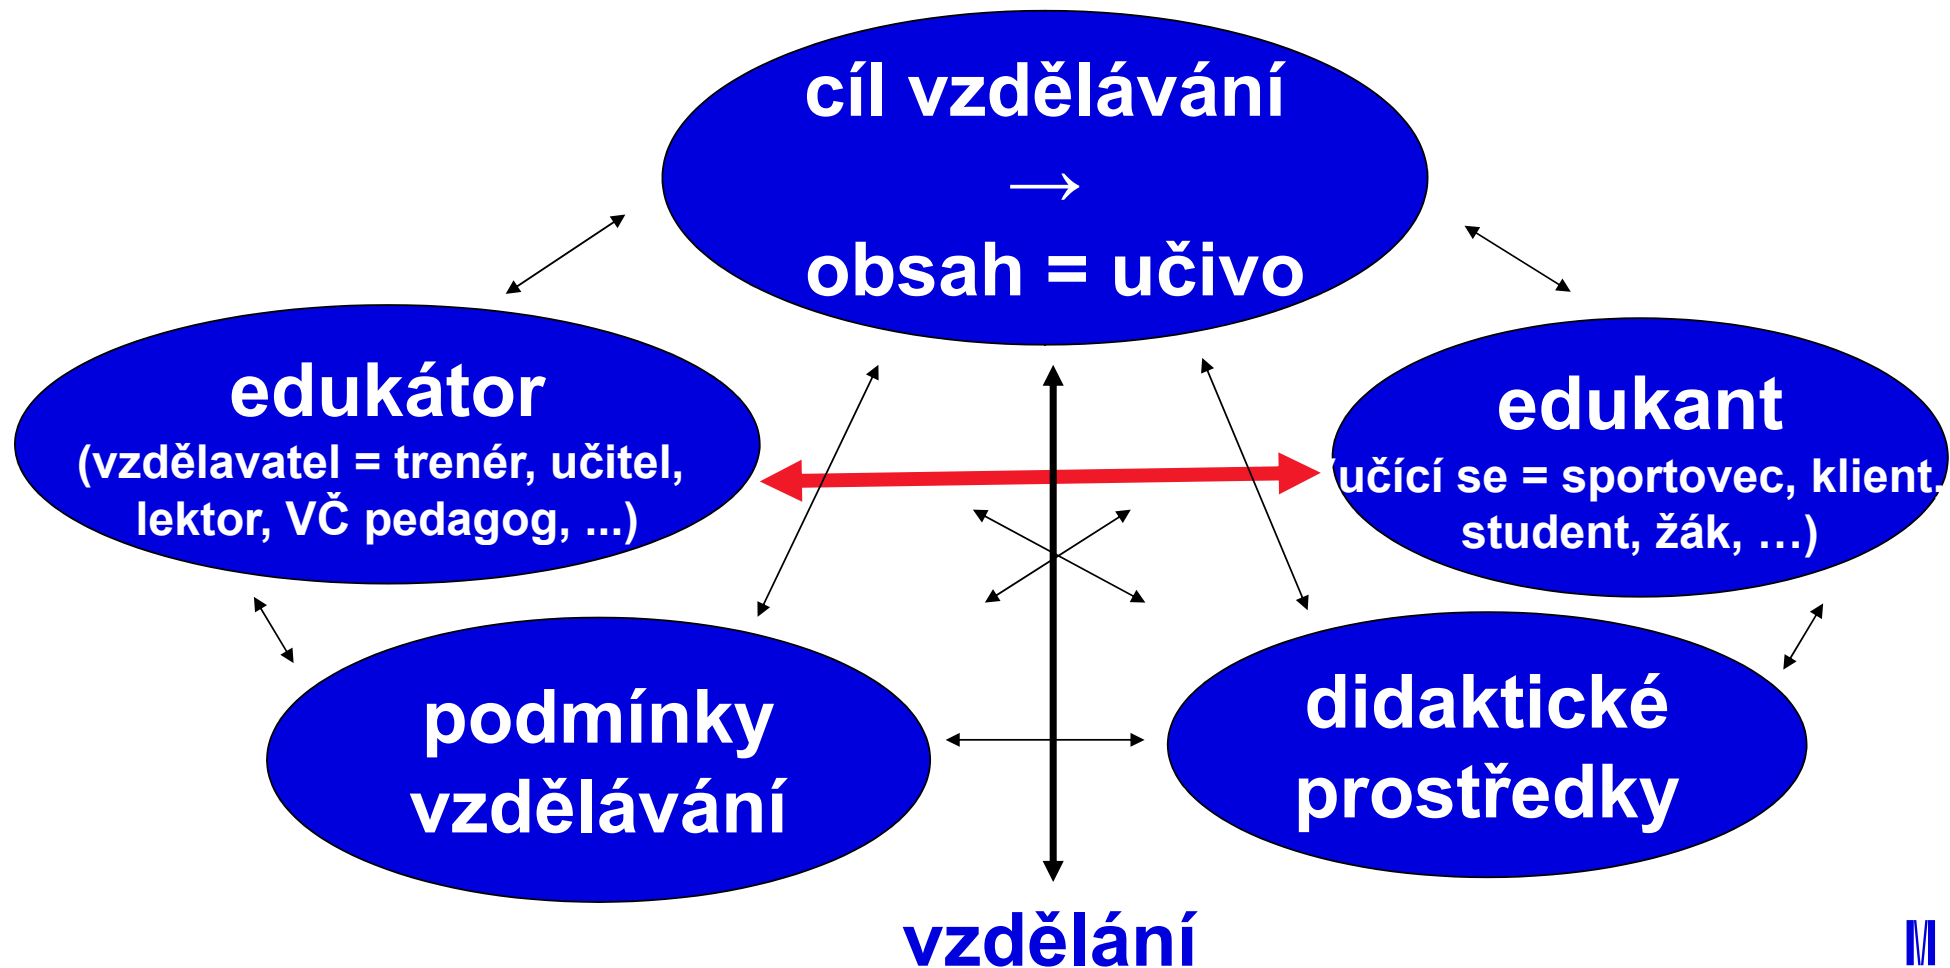 cíl vzdělávání
→
obsah = učivo
edukátor
(vzdělavatel = trenér, učitel,
lektor, VČ pedagog, ...)
edukant
(učící se = sportovec, klient,
student, žák, …)
podmínky
vzdělávání
didaktické
prostředky
vzdělání
M